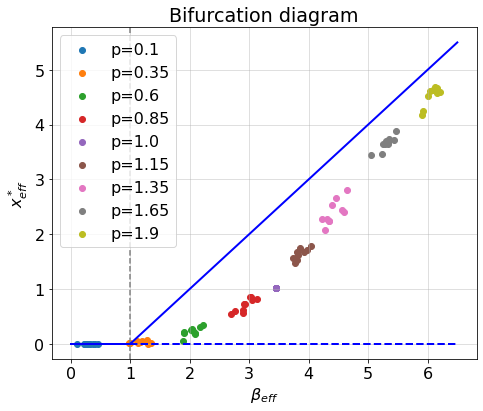 Bifurcation diagram
p=0.1
p=0.35
p=0.6
p=0.85
p=1.0
p=1.15
p=1.35
p=1.65
p=1.9
5
4
3
2
1
0
x*eff
0 1 2 3 4 5 6
βeff